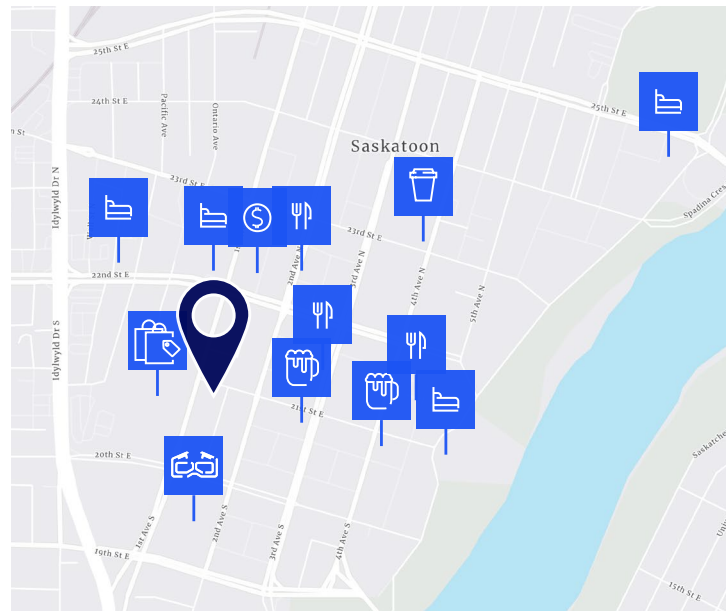 25th St E
24th St E
Pacific Ave
Ontario Ave
25th St E
n St
Saskatoon
Idylwyld Dr N
23rd St E
Spadina Cres
23rd St E
2nd Ave N
3rd Ave N
4th Ave N
5th Ave N
22nd St E
Idylwyld Dr S
21st St E
20th St E
1st Ave S
2nd Ave S
3rd Ave S
4th Ave S
19th St E
Saskatche
15th St E